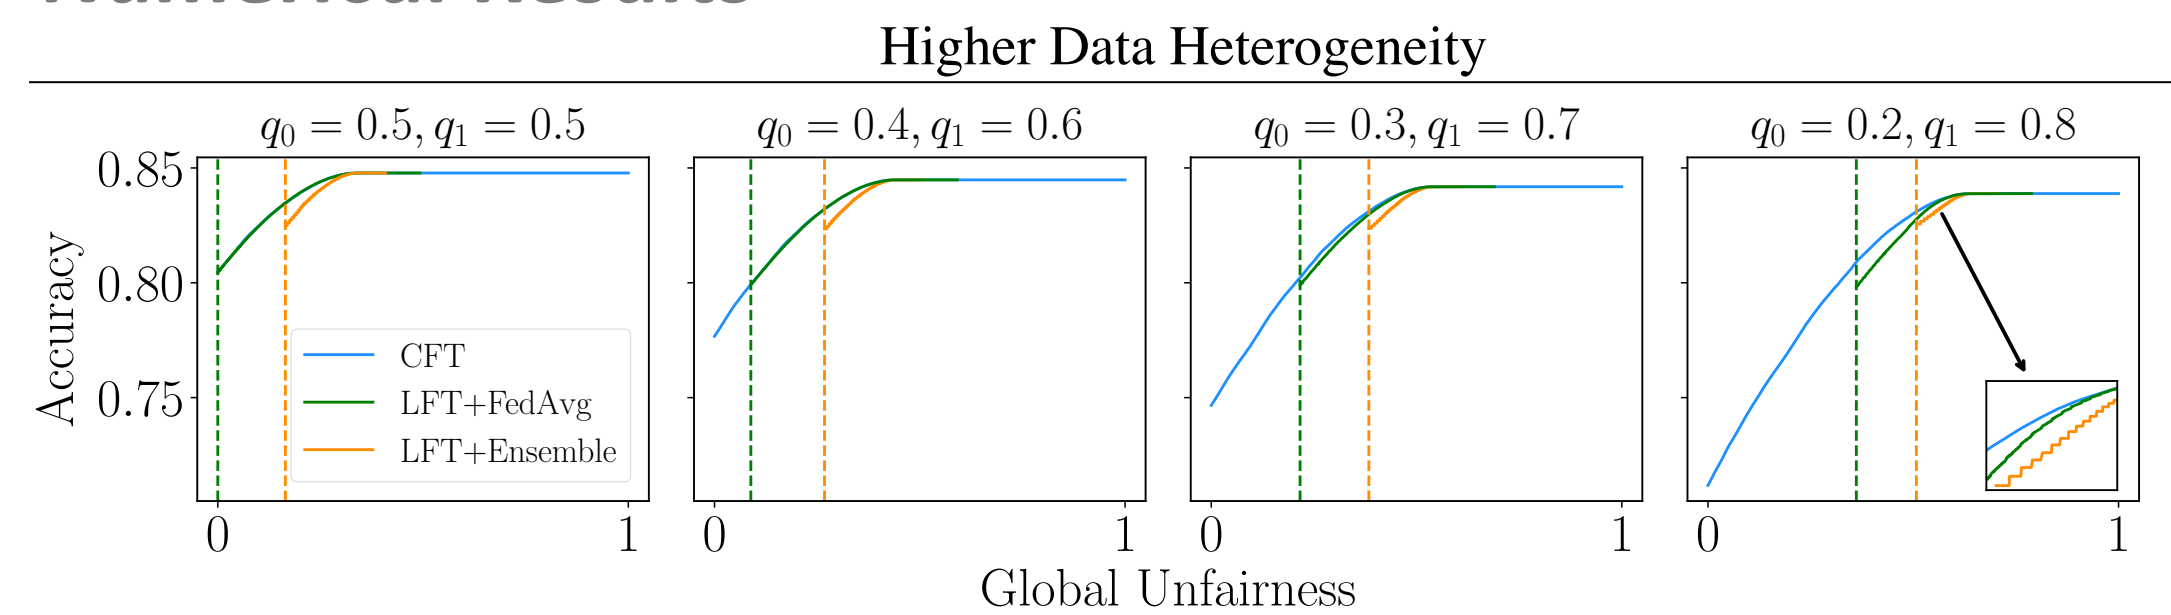 Numerical Results
Higher Data Heterogeneity
q₀ = 0.5, q₁ = 0.5
q₀ = 0.4, q₁ = 0.6
q₀ = 0.3, q₁ = 0.7
q₀ = 0.2, q₁ = 0.8
Accuracy
0.85
0.80
0.75
CFT
LFT+FedAvg
LFT+Ensemble
0 1
0 1
0 1
0 1
Global Unfairness